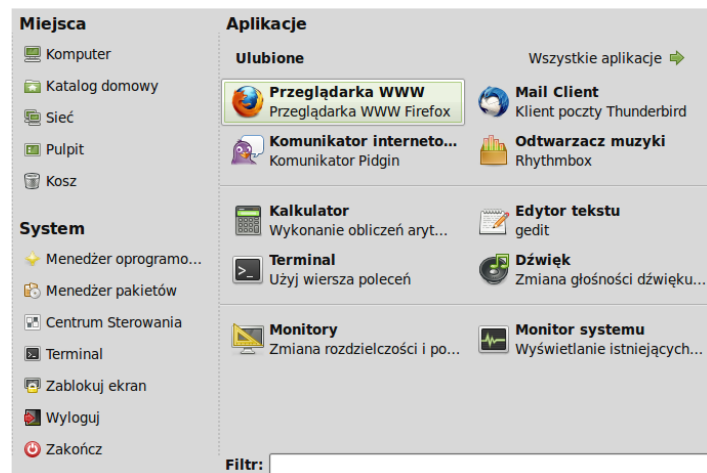 Miejsca
Komputer
Katalog domowy
Sieć
Pulpit
Kosz
System
Menedżer oprogramo...
Menedżer pakietów
Centrum Sterowania
Terminal
Zablokuj ekran
Wyloguj
Zakończ
Aplikacje
Ulubione
Wszystkie aplikacje
Przeglądarka WWW
Przeglądarka WWW Firefox
Mail Client
Klient poczty Thunderbird
Komunikator interneto...
Komunikator Pidgin
Odtwarzacz muzyki
Rhythmbox
Kalkulator
Wykonanie obliczeń aryt...
Edytor tekstu
gedit
Terminal
Użyj wiersza poleceń
Dźwięk
Zmiana głośności dźwięku...
Monitory
Zmiana rozdzielczości i po...
Monitor systemu
Wyświetlanie istniejących...
Filtr: